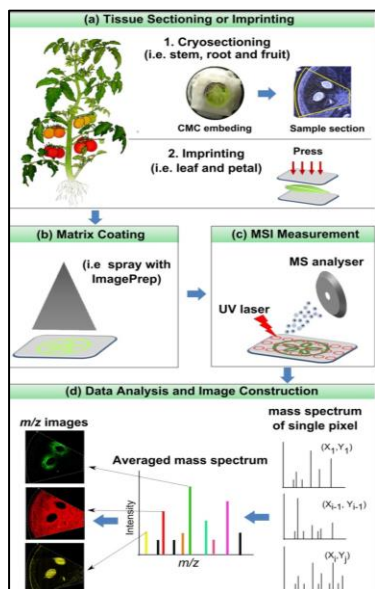 (a) Tissue Sectioning or Imprinting
1. Cryosectioning
(i.e. stem, root and fruit)
CMC embeding
Sample section
2. Imprinting
(i.e. leaf and petal)
Press
(b) Matrix Coating
(i.e spray with
ImagePrep)
(c) MSI Measurement
MS analyser
UV laser
(d) Data Analysis and Image Construction
m/z images
Averaged mass spectrum
Intensity
m/z
mass spectrum
of single pixel
(X₁,Y₁)
(Xᵢ₋₁, Yᵢ₋₁)
(Xᵢ,Yⱼ)